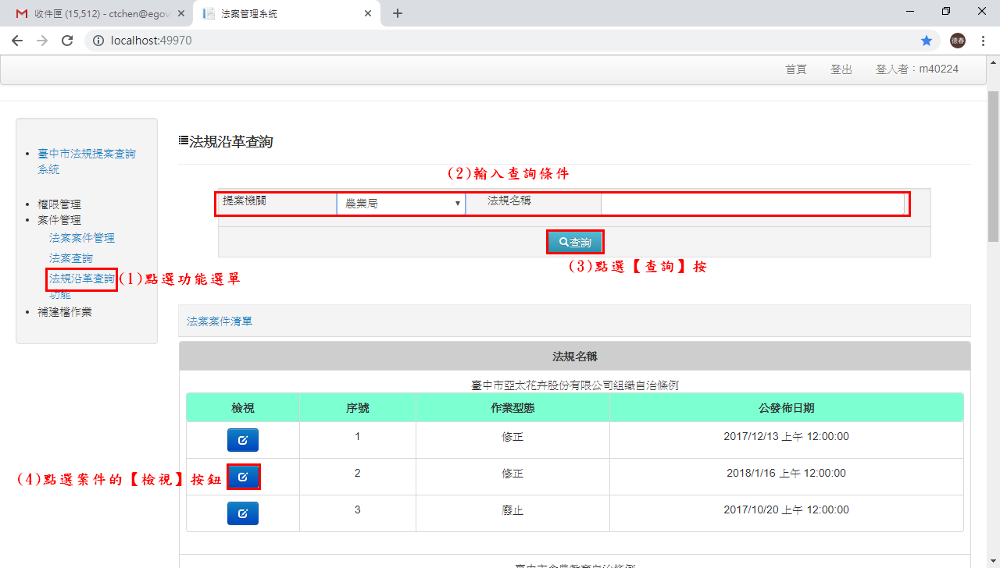 收件匣 (15,512) - ctchen@egov
法案管理系統
localhost:49970
德春
首頁 登出 登入者：m40224
臺中市法規提案查詢
系統
權限管理
案件管理
法案案件管理
法案查詢
法規沿革查詢
功能
補建檔作業
(1)點選功能選單
法規沿革查詢
(2)輸入查詢條件
提案機關 農業局 法規名稱
查詢
(3)點選【查詢】按
法案案件清單
法規名稱
臺中市亞太花卉股份有限公司組織自治條例
檢視 序號 作業型態 公發佈日期
1 修正 2017/12/13 上午 12:00:00
(4)點選案件的【檢視】按鈕
2 修正 2018/1/16 上午 12:00:00
3 廢止 2017/10/20 上午 12:00:00